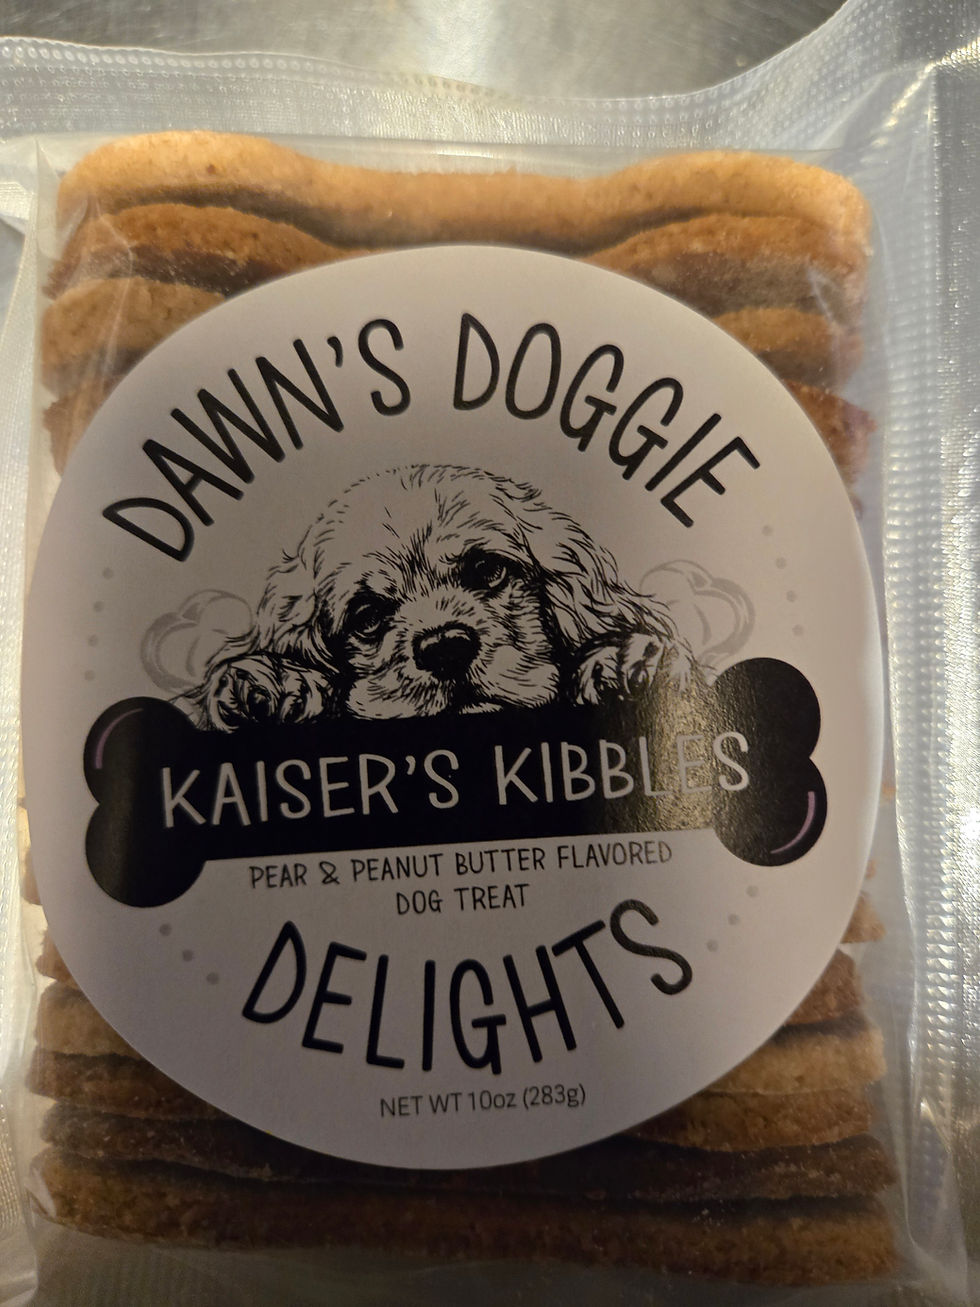 DAWN'S DOGGIE
KAISER'S KIBBLES
PEAR & PEANUT BUTTER FLAVORED
DOG TREAT
DELIGHTS
NET WT 10oz (283g)